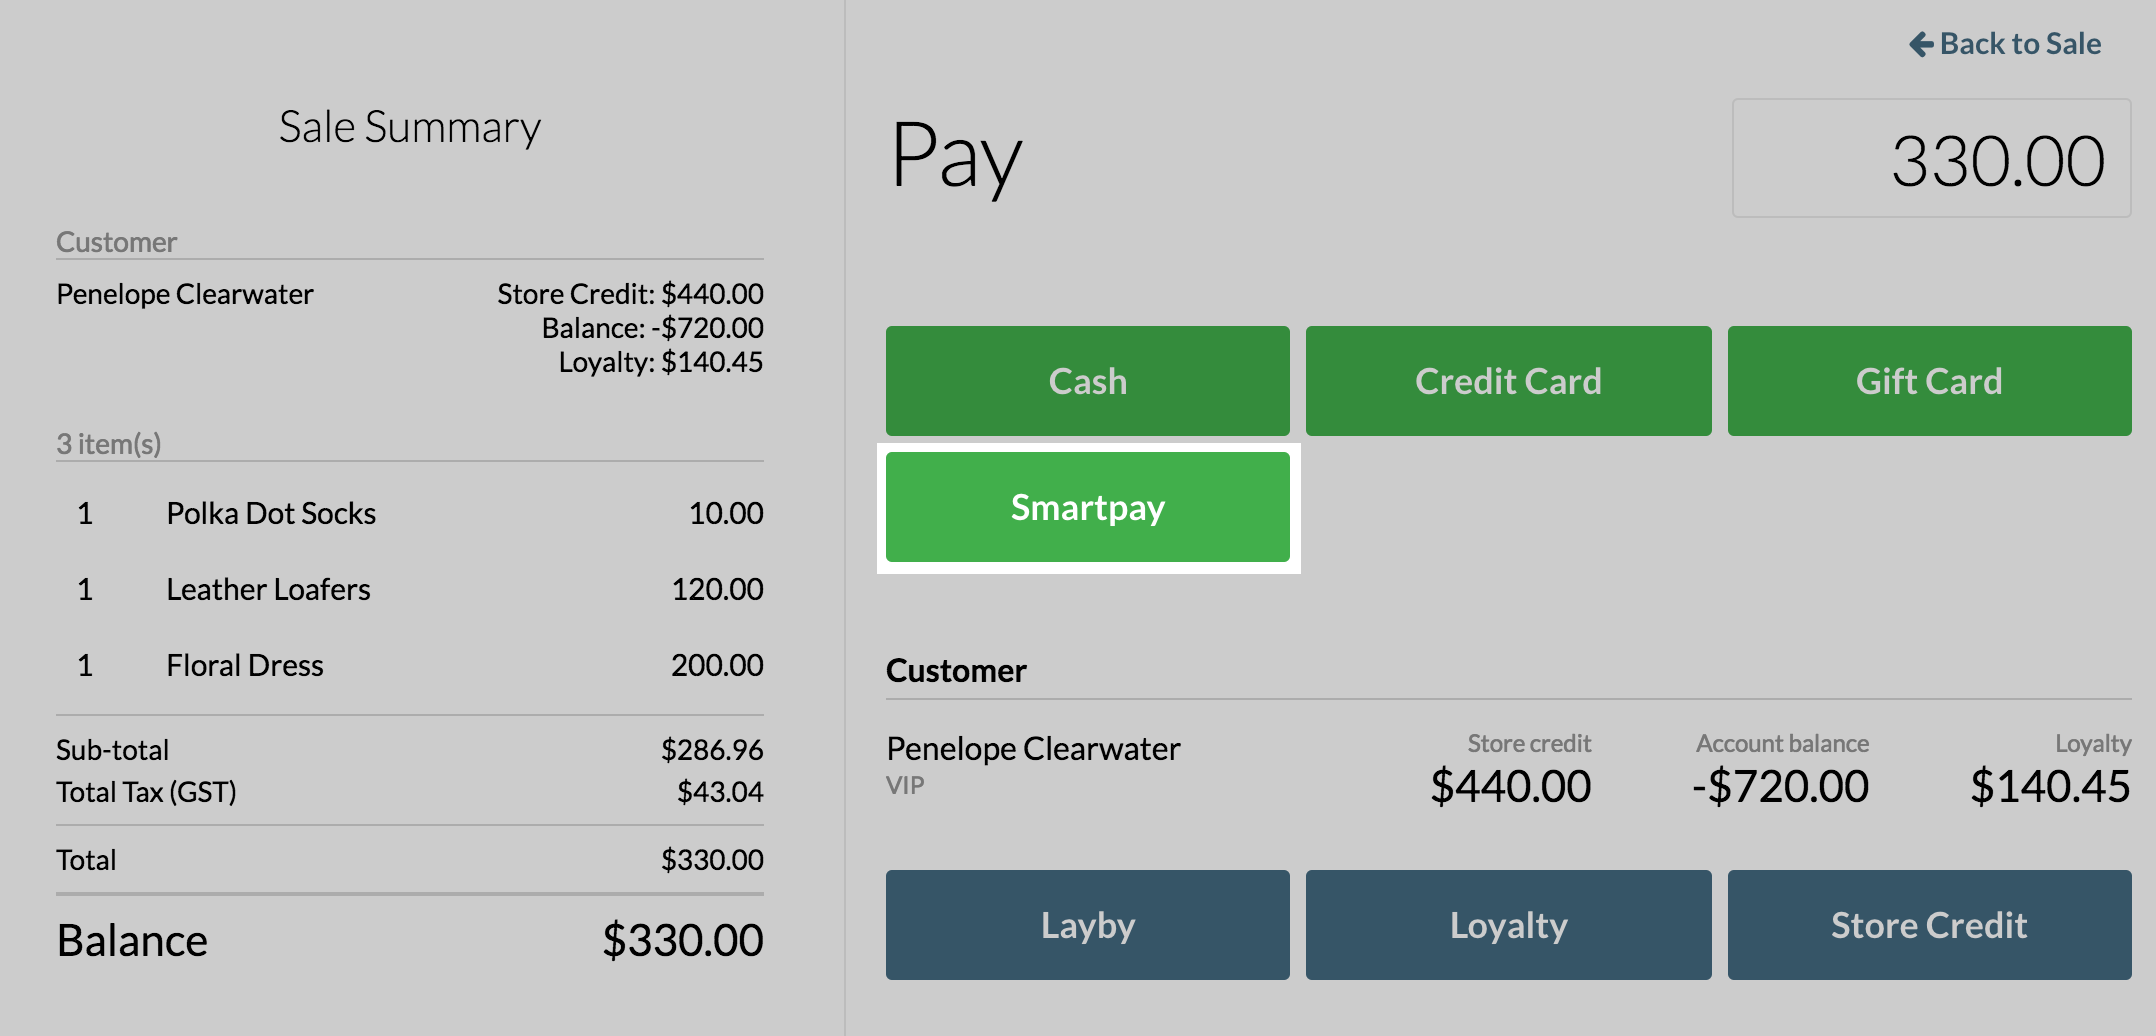 Back to Sale
Sale Summary
Customer
Penelope Clearwater Store Credit: $440.00
Balance: -$720.00
Loyalty: $140.45
3 item(s)
1 Polka Dot Socks 10.00
1 Leather Loafers 120.00
1 Floral Dress 200.00
Sub-total $286.96
Total Tax (GST) $43.04
Total $330.00
Balance $330.00
Pay 330.00
Cash Credit Card Gift Card
Smartpay
Customer
Penelope Clearwater Store credit Account balance Loyalty
VIP $440.00 -$720.00 $140.45
Layby Loyalty Store Credit